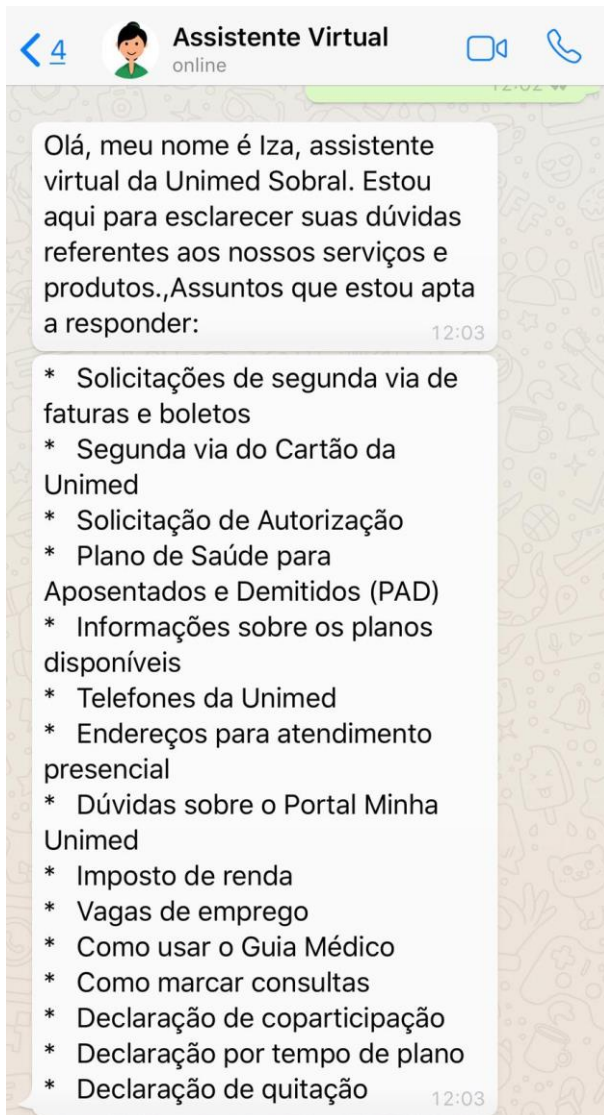 4
Assistente Virtual
online
12:02
Olá, meu nome é Iza, assistente
virtual da Unimed Sobral. Estou
aqui para esclarecer suas dúvidas
referentes aos nossos serviços e
produtos.,Assuntos que estou apta
a responder:
12:03
* Solicitações de segunda via de
faturas e boletos
* Segunda via do Cartão da
Unimed
* Solicitação de Autorização
* Plano de Saúde para
Aposentados e Demitidos (PAD)
* Informações sobre os planos
disponíveis
* Telefones da Unimed
* Endereços para atendimento
presencial
* Dúvidas sobre o Portal Minha
Unimed
* Imposto de renda
* Vagas de emprego
* Como usar o Guia Médico
* Como marcar consultas
* Declaração de coparticipação
* Declaração por tempo de plano
* Declaração de quitação
12:03